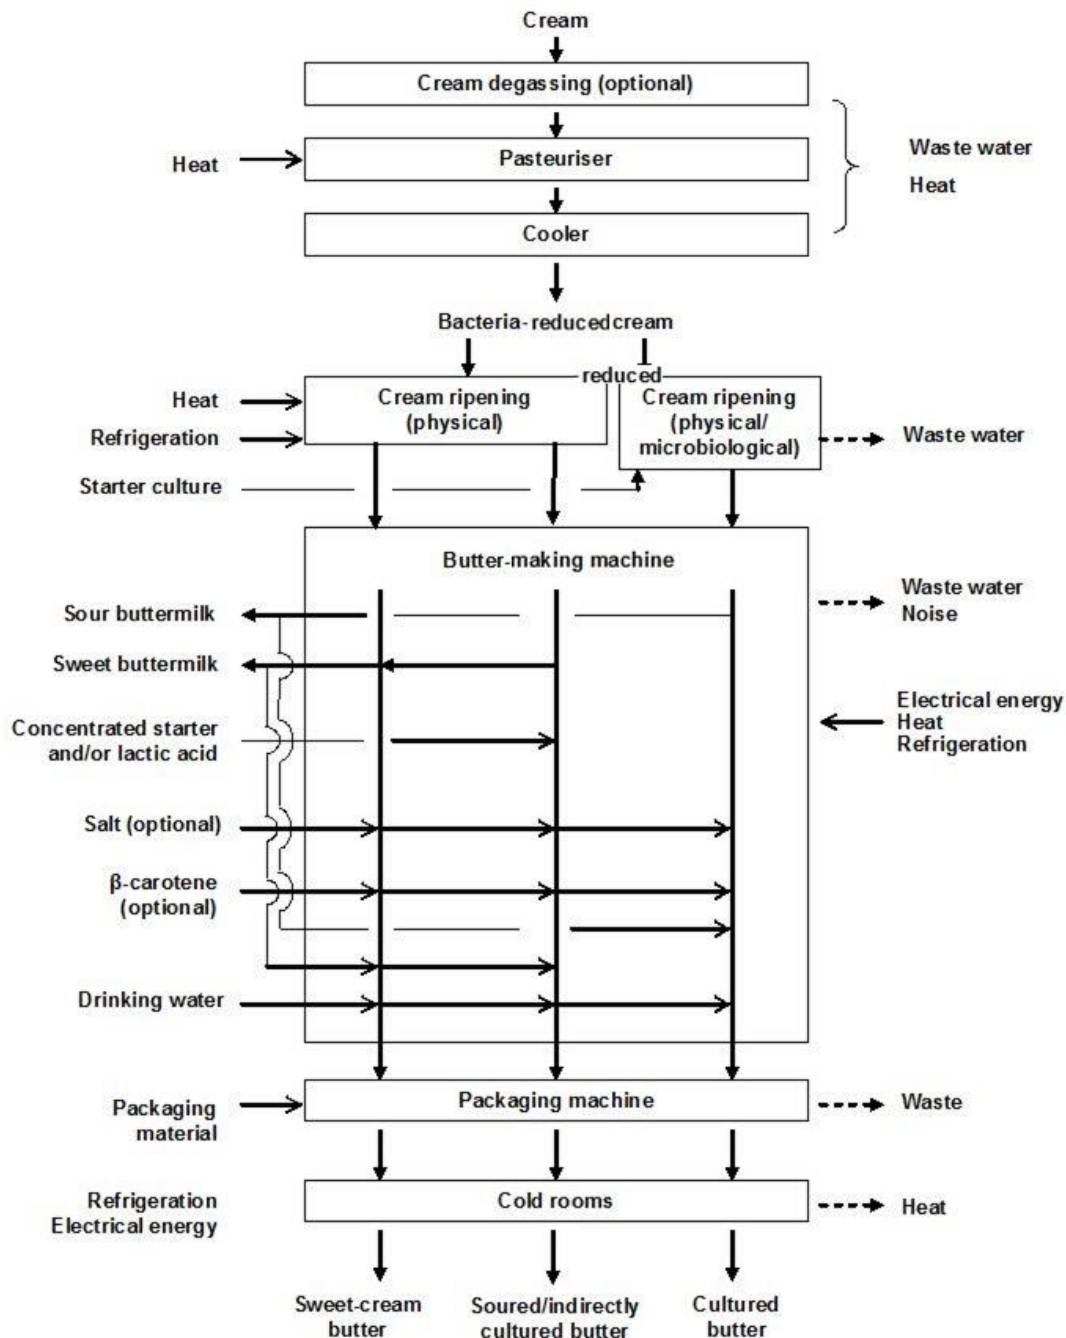 Cream
Cream degassing (optional)
Heat
Pasteuriser
Waste water
Heat
Cooler
Bacteria-reducedcream
reduced
Heat
Cream ripening
(physical)
Cream ripening
(physical/
microbiological)
Refrigeration
Waste water
Starter culture
Butter-making machine
Sour buttermilk
Waste water
Noise
Sweet buttermilk
Electrical energy
Heat
Refrigeration
Concentrated starter
and/or lactic acid
Salt (optional)
β-carotene
(optional)
Drinking water
Packaging
material
Packaging machine
Waste
Refrigeration
Electrical energy
Cold rooms
Heat
Sweet-cream
butter
Soured/indirectly
cultured butter
Cultured
butter